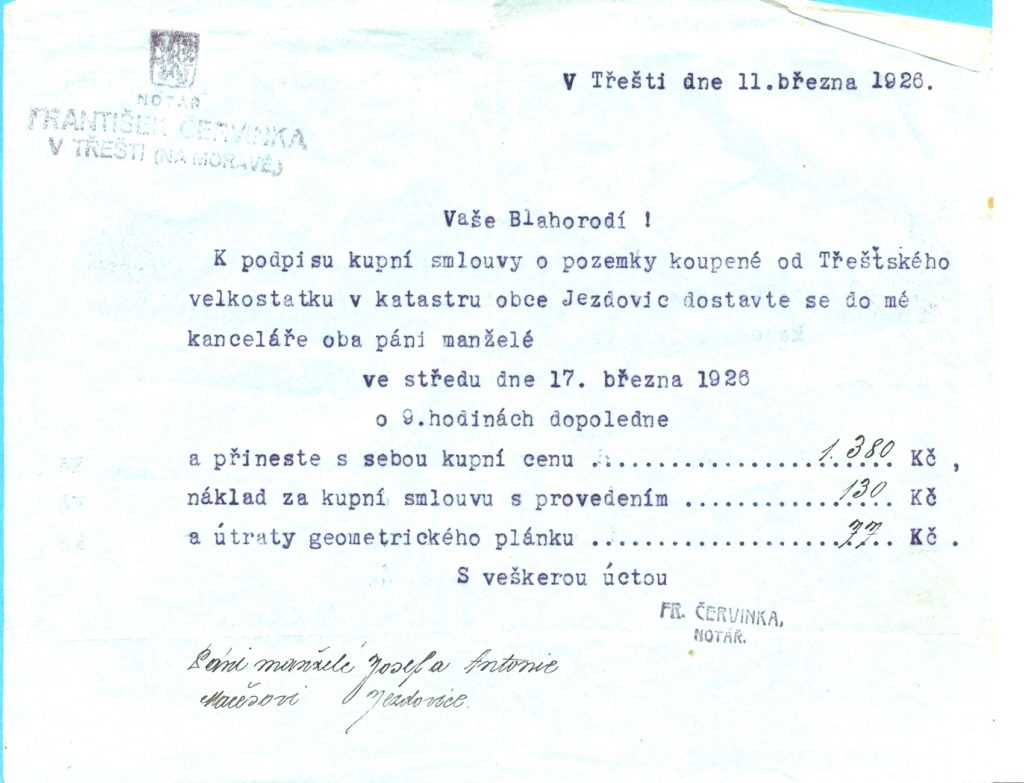 NOTÁŘ
FRANTIŠEK ČERVINKA
V TŘEŠTI (NA MORAVĚ)
V Třešti dne 11.března 1926.
Vaše Blahorodí !
K podpisu kupní smlouvy o pozemky koupené od Třešťského
velkostatku v katastru obce Jezdovic dostavte se do mé
kanceláře oba páni manželé
ve středu dne 17. března 1926
o 9.hodinách dopoledne
a přineste s sebou kupní cenu ..................1.380 Kč ,
náklad za kupní smlouvu s provedením ............130 Kč
a útraty geometrického plánku ...................77.. Kč .
S veškerou úctou
FR. ČERVINKA,
NOTÁŘ.
Páni manželé Josef a Antonie
Jezdovice.